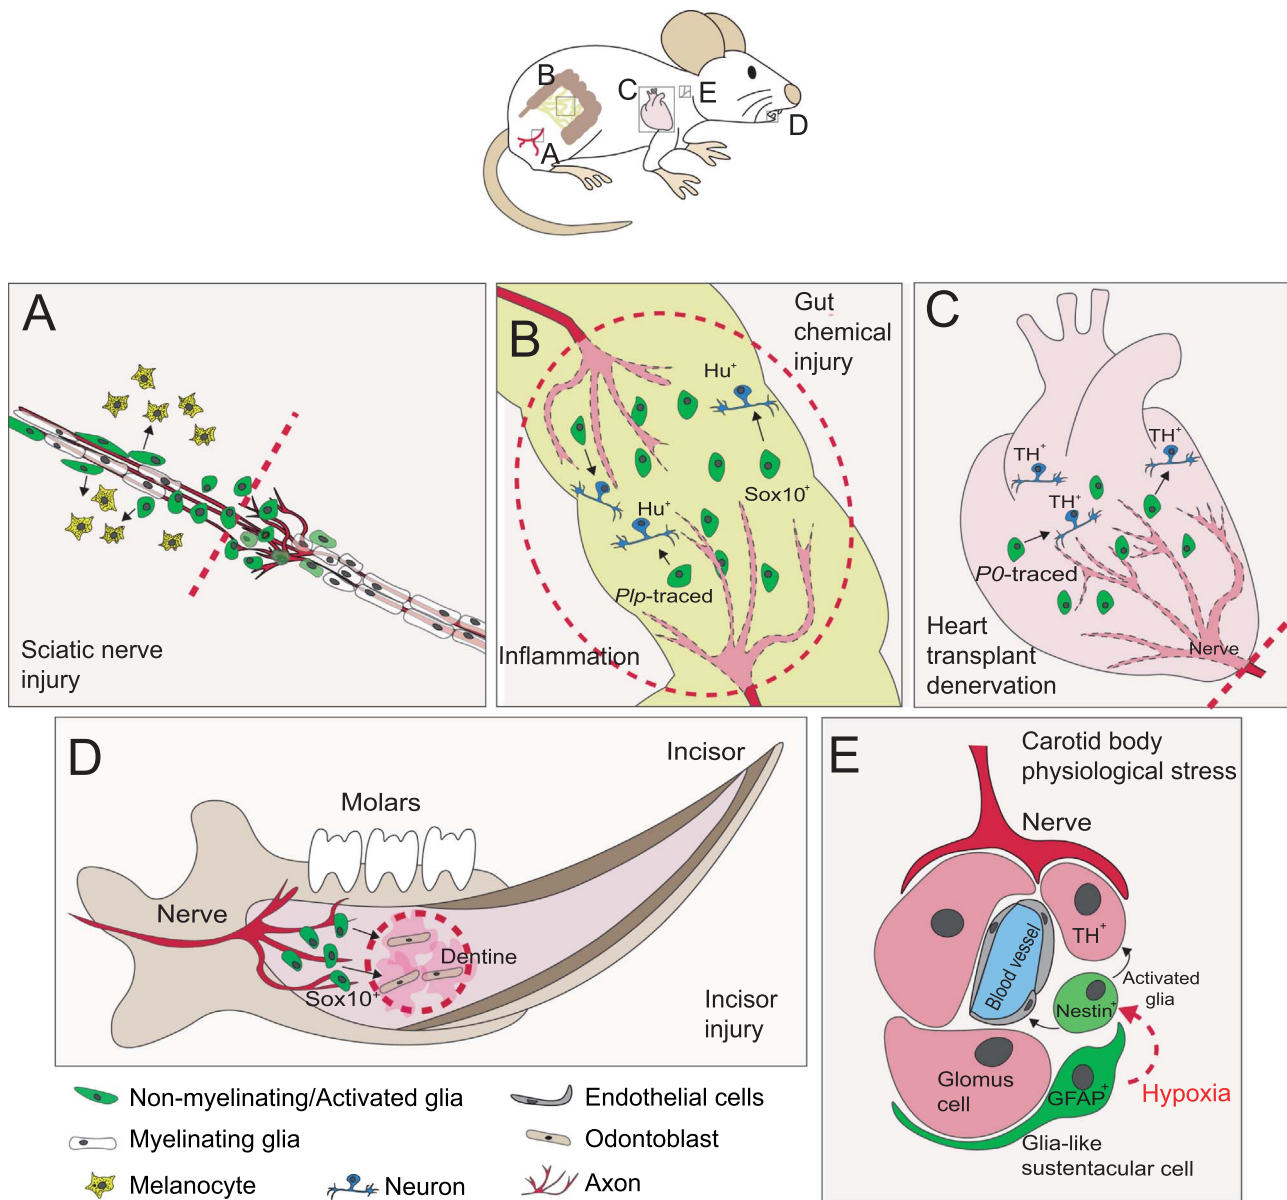 B
C
E
D
A
A
Sciatic nerve
injury
B
Gut
chemical
injury
Hu⁺
Sox10⁺
Hu⁺
Plp-traced
Inflammation
C
TH⁺
TH⁺
TH⁺
P0-traced
Heart
transplant
denervation
Nerve
D
Incisor
Molars
Nerve
Dentine
Sox10⁺
Incisor
injury
E
Carotid body
physiological stress
Nerve
TH⁺
Blood vessel
Activated
glia
Nestin⁺
Glomus
cell
GFAP⁺
Hypoxia
Glia-like
sustentacular cell
Non-myelinating/Activated glia
Endothelial cells
Myelinating glia
Odontoblast
Melanocyte
Neuron
Axon